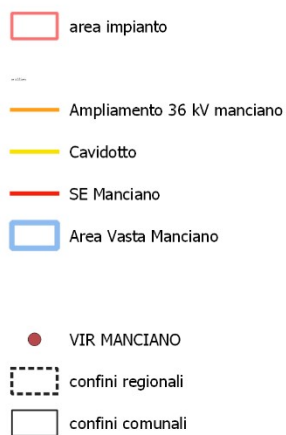 area impianto
Ampliamento 36 kV manciano
Cavidotto
SE Manciano
Area Vasta Manciano
VIR MANCIANO
confini regionali
confini comunali